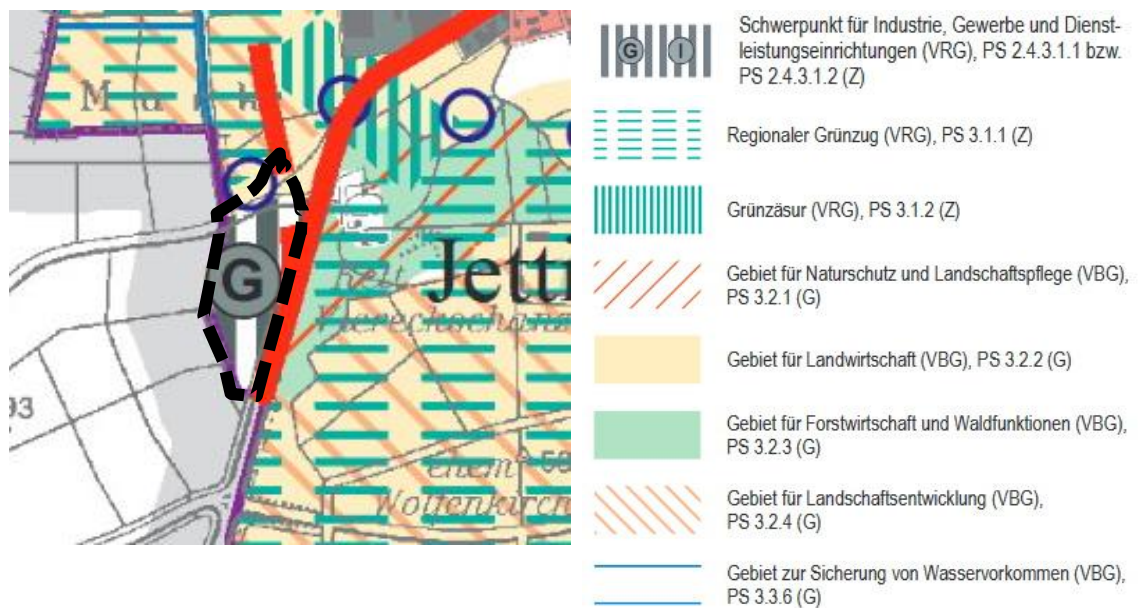 M a r k
G
Jetti
Viereckschanz
93
ehem
58
Wolfenkirch
G I
Schwerpunkt für Industrie, Gewerbe und Dienst-
leistungseinrichtungen (VRG), PS 2.4.3.1.1 bzw.
PS 2.4.3.1.2 (Z)
Regionaler Grünzug (VRG), PS 3.1.1 (Z)
Grünzäsur (VRG), PS 3.1.2 (Z)
Gebiet für Naturschutz und Landschaftspflege (VBG),
PS 3.2.1 (G)
Gebiet für Landwirtschaft (VBG), PS 3.2.2 (G)
Gebiet für Forstwirtschaft und Waldfunktionen (VBG),
PS 3.2.3 (G)
Gebiet für Landschaftsentwicklung (VBG),
PS 3.2.4 (G)
Gebiet zur Sicherung von Wasservorkommen (VBG),
PS 3.3.6 (G)